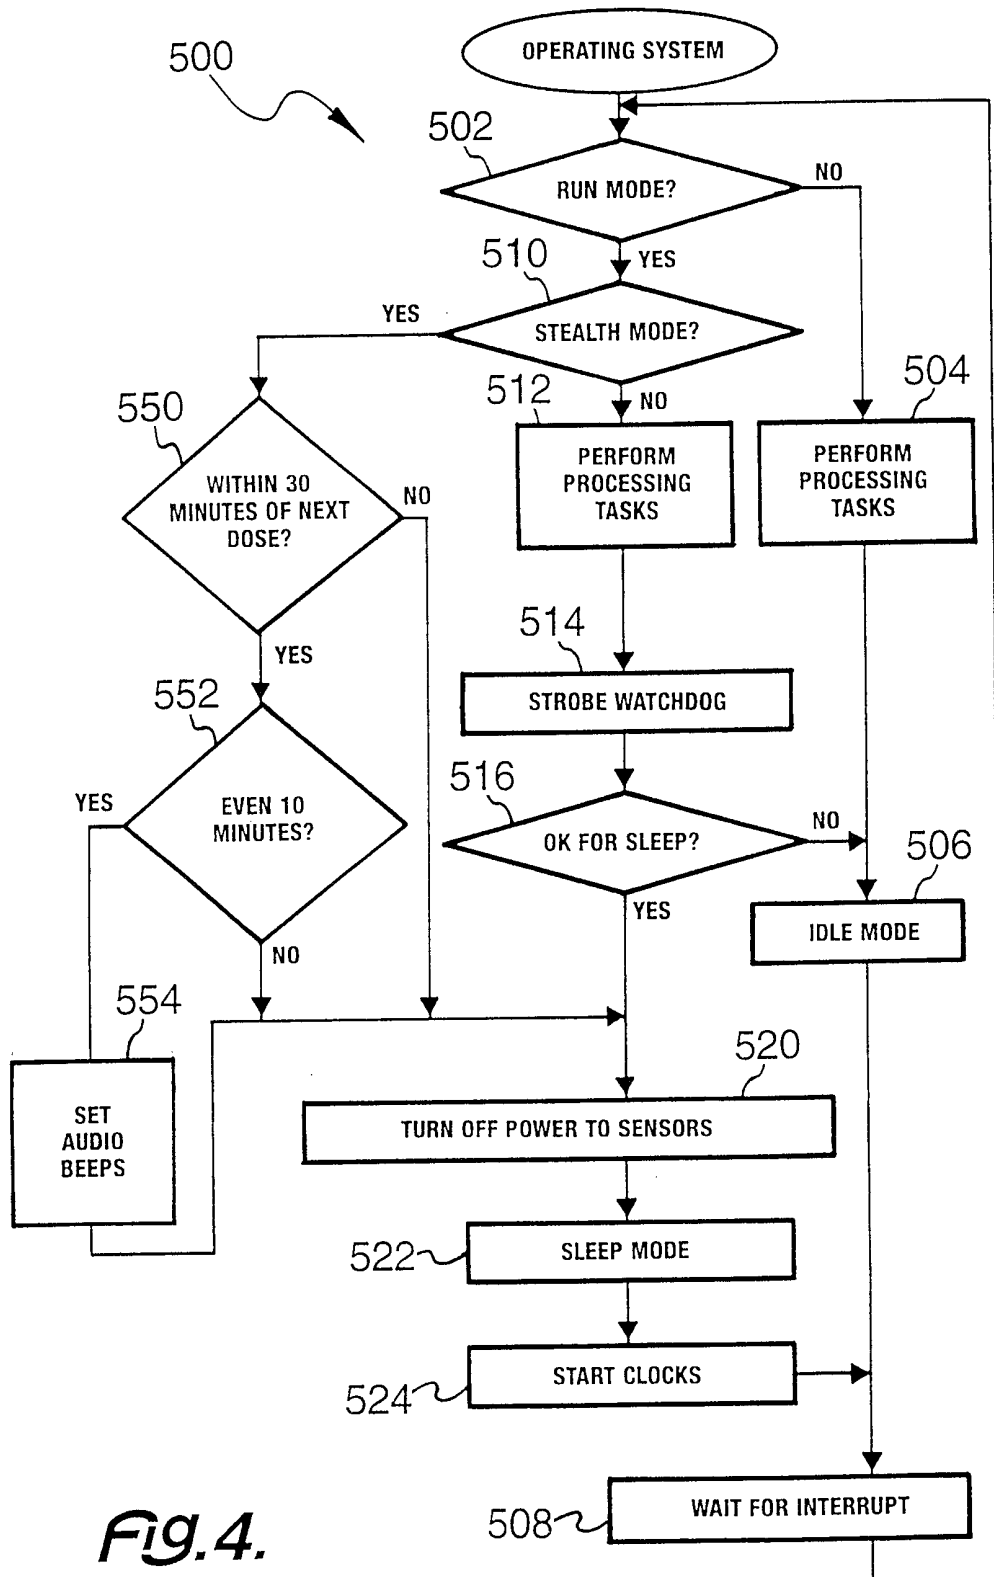 OPERATING SYSTEM
500
502
RUN MODE?
NO
YES
510
STEALTH MODE?
YES
NO
512
PERFORM
PROCESSING
TASKS
504
PERFORM
PROCESSING
TASKS
550
WITHIN 30
MINUTES OF NEXT
DOSE?
NO
YES
514
STROBE WATCHDOG
552
EVEN 10
MINUTES?
YES
NO
516
OK FOR SLEEP?
NO
YES
506
IDLE MODE
554
SET
AUDIO
BEEPS
520
TURN OFF POWER TO SENSORS
522
SLEEP MODE
524
START CLOCKS
508
WAIT FOR INTERRUPT
Fig.4.